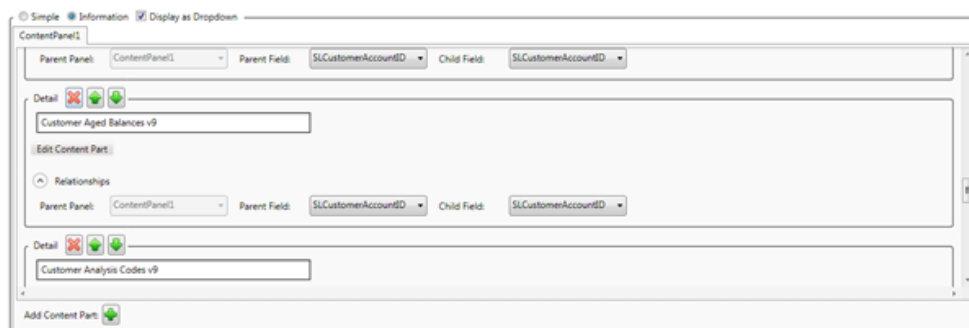 Simple Information Display as Dropdown
ContentPanel1
Parent Panel: ContentPanel1 Parent Field: SLCustomerAccountID Child Field: SLCustomerAccountID
Detail
Customer Aged Balances v9
Edit Content Part
Relationships
Parent Panel: ContentPanel1 Parent Field: SLCustomerAccountID Child Field: SLCustomerAccountID
Detail
Customer Analysis Codes v9
Add Content Part: